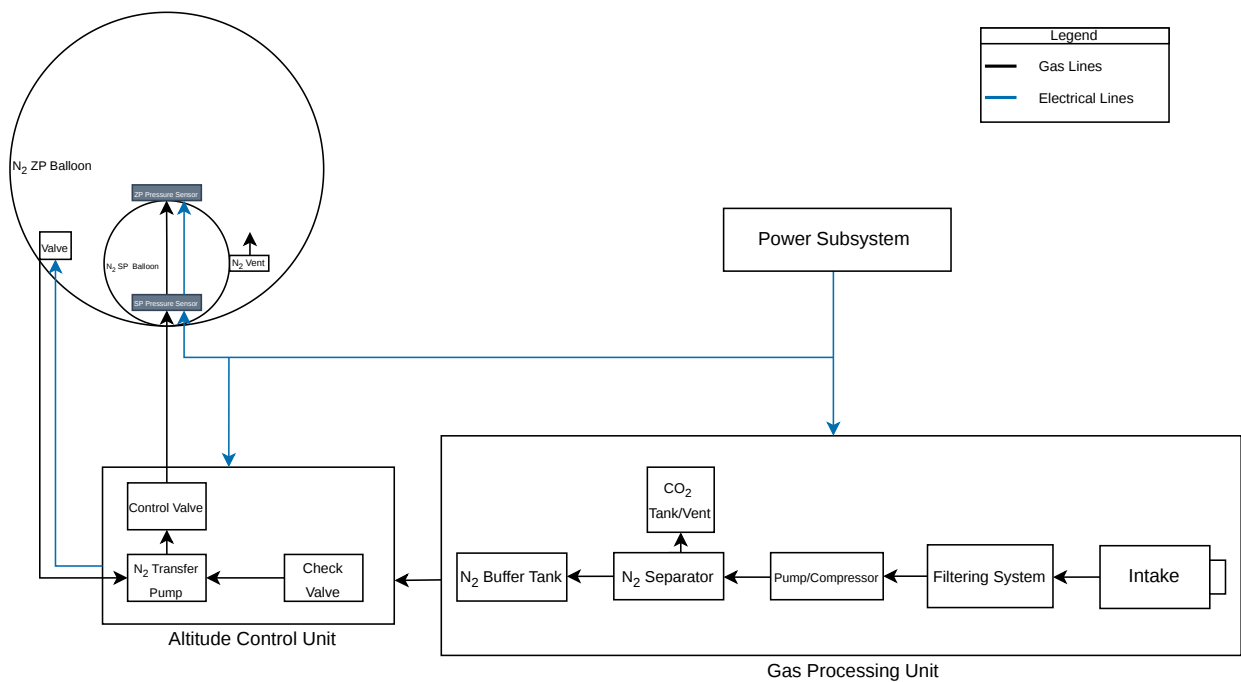 Legend
Gas Lines
Electrical Lines
N2 ZP Balloon
ZP Pressure Sensor
Valve
N2 SP Balloon
N2 Vent
SP Pressure Sensor
Power Subsystem
Control Valve
N2 Transfer
Pump
Check
Valve
Altitude Control Unit
CO2
Tank/Vent
N2 Buffer Tank
N2 Separator
Pump/Compressor
Filtering System
Intake
Gas Processing Unit